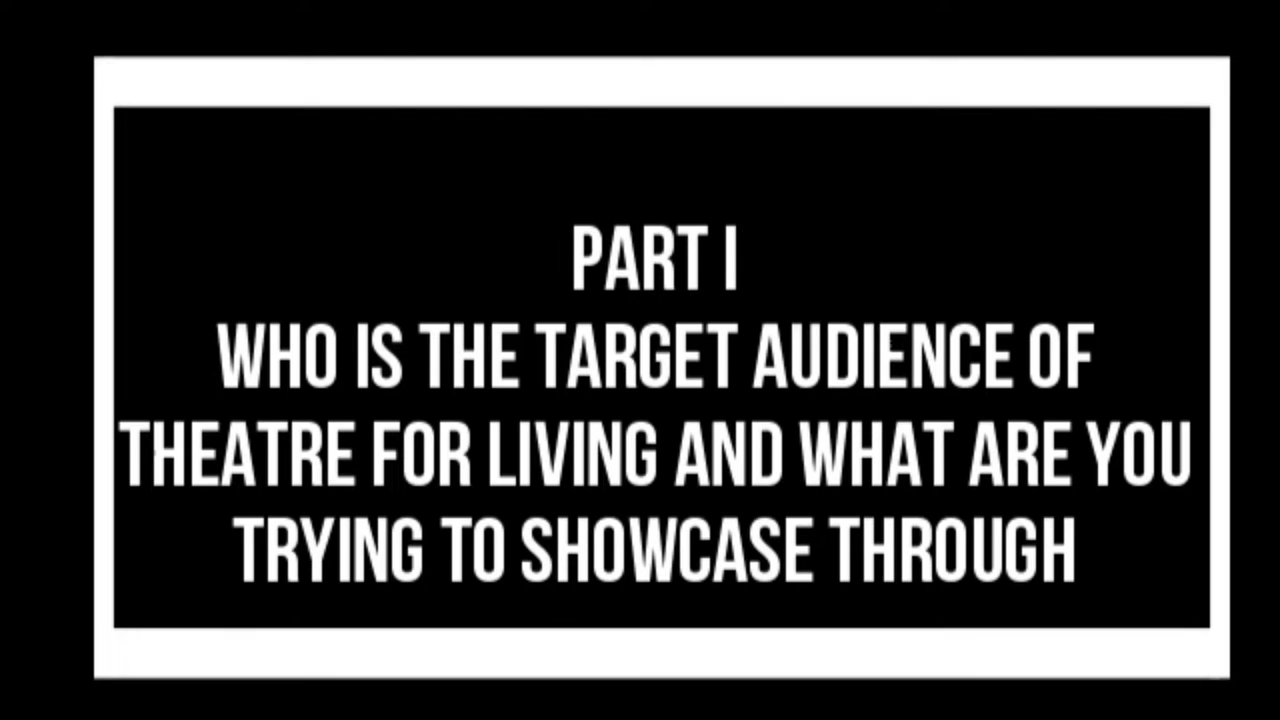 PART I
WHO IS THE TARGET AUDIENCE OF
THEATRE FOR LIVING AND WHAT ARE YOU
TRYING TO SHOWCASE THROUGH